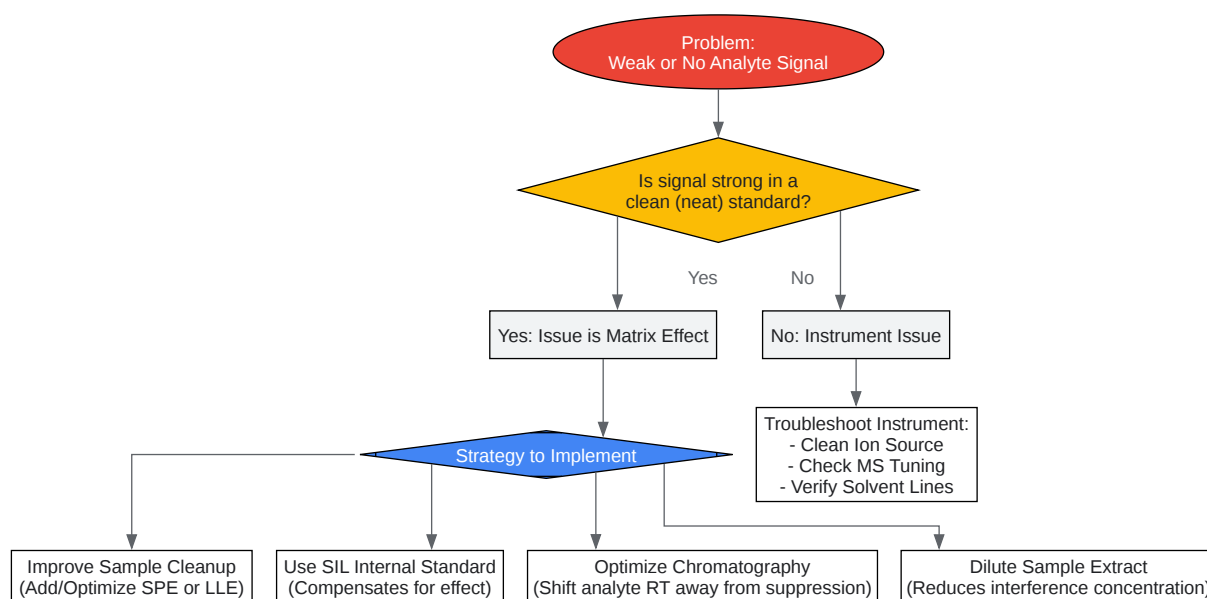 Problem:
Weak or No Analyte Signal
Is signal strong in a
clean (neat) standard?
Yes
No
Yes: Issue is Matrix Effect
No: Instrument Issue
Troubleshoot Instrument:
- Clean Ion Source
- Check MS Tuning
- Verify Solvent Lines
Strategy to Implement
Improve Sample Cleanup
(Add/Optimize SPE or LLE)
Use SIL Internal Standard
(Compensates for effect)
Optimize Chromatography
(Shift analyte RT away from suppression)
Dilute Sample Extract
(Reduces interference concentration)